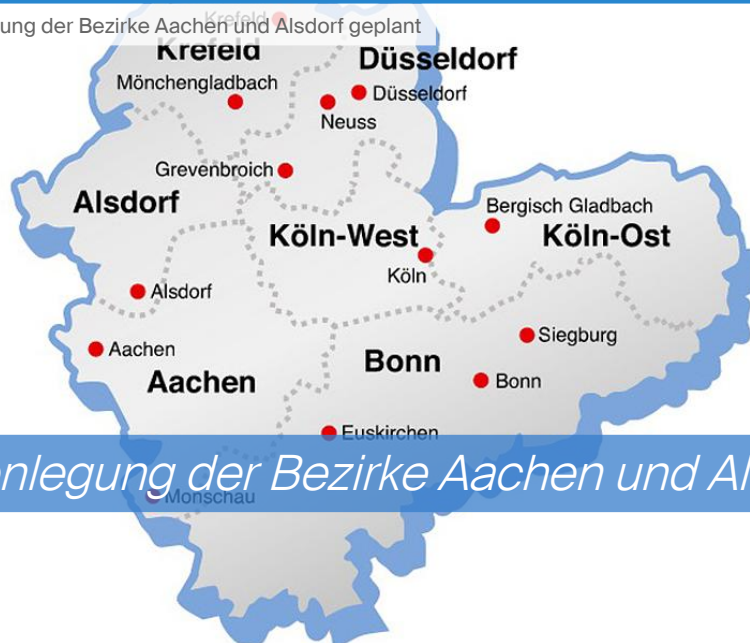 ung der Bezirke Aachen und Alsdorf geplant
Krefeld
Krefeld
Düsseldorf
Mönchengladbach
Düsseldorf
Neuss
Grevenbroich
Alsdorf
Bergisch Gladbach
Köln-West
Köln-Ost
Köln
Alsdorf
Siegburg
Aachen
Bonn
Aachen
Bonn
Euskirchen
nlegung der Bezirke Aachen und Al
Monschau